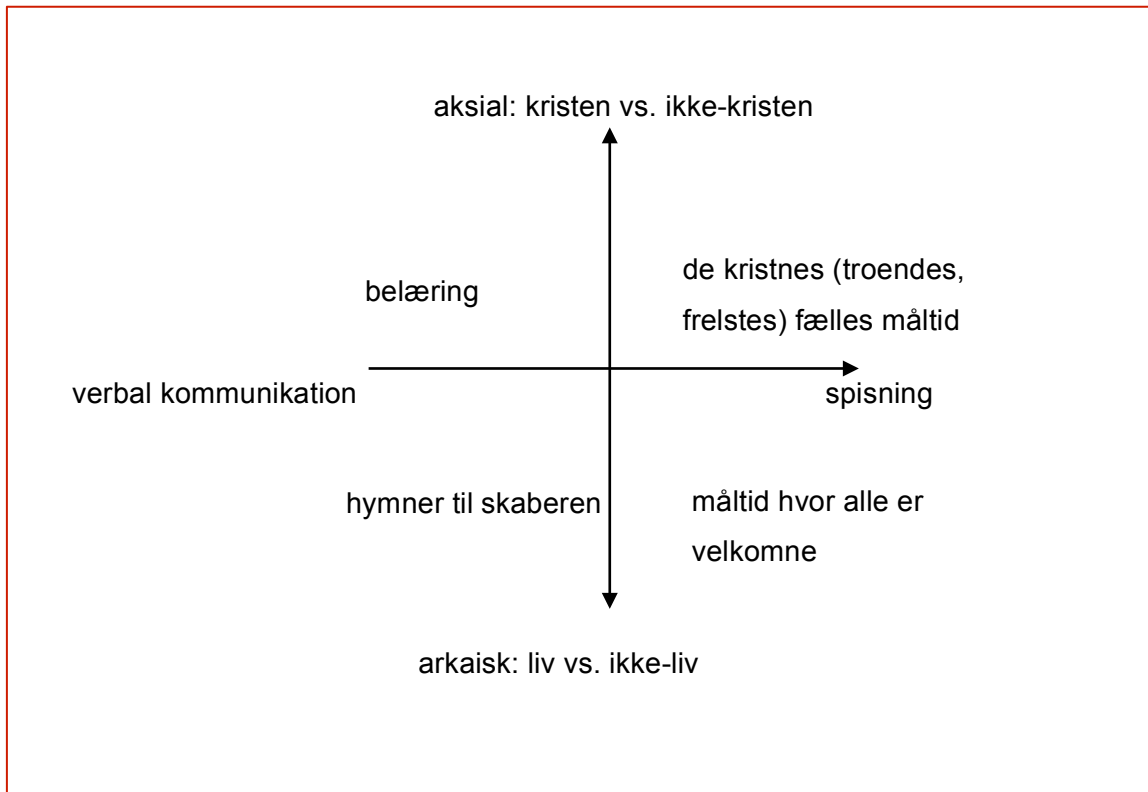 aksial: kristen vs. ikke-kristen
de kristnes (troendes,
belæring
frelstes) fælles måltid
verbal kommunikation
spisning
hymner til skaberen
måltid hvor alle er
velkomne
arkaisk: liv vs. ikke-liv